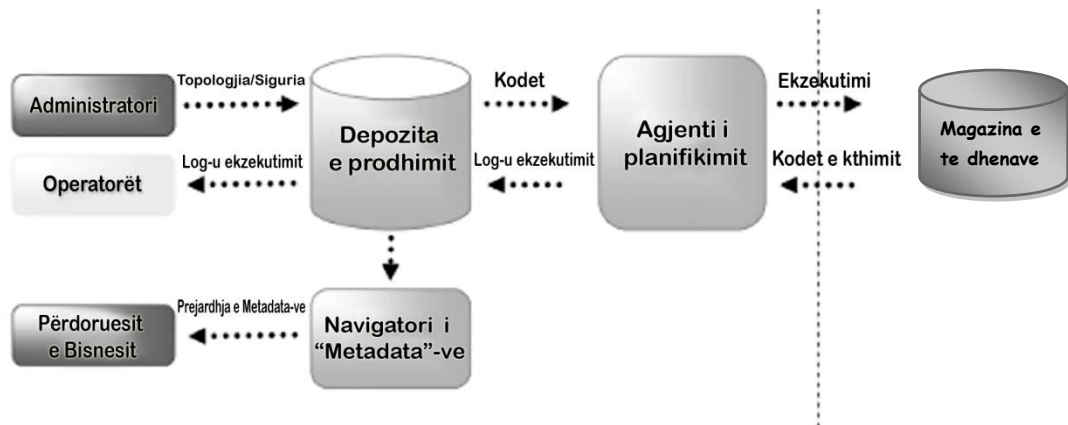 Topologjia/Siguria
Kodet
Ekzekutimi
Administratori
Depozita
e prodhimit
Agjenti i
planifikimit
Magazina e
te dhenave
Operatorët
Log-u ekzekutimit
Log-u ekzekutimit
Kodet e kthimit
Prejardhja e Metadata-ve
Përdoruesit
e Bisnesit
Navigatori i
“Metadata”-ve